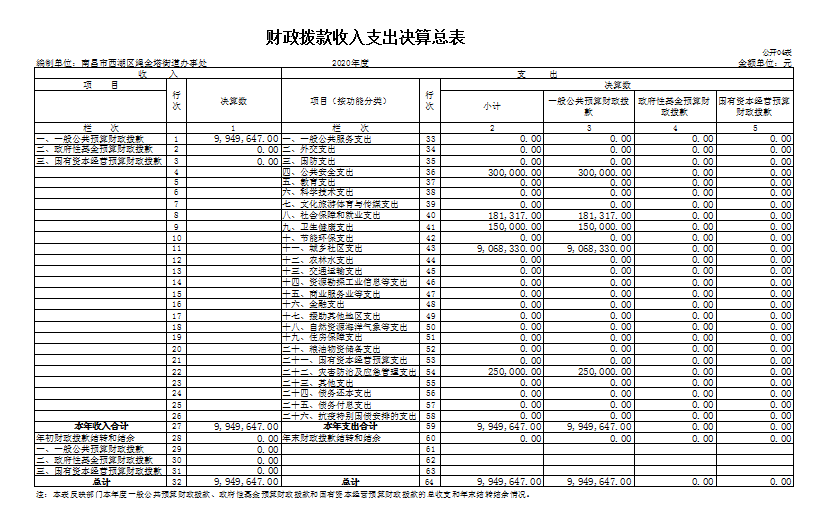 财政拨款收入支出决算总表
公开04表
编制单位：南昌市西湖区绳金塔街道办事处 2020年度 金额单位：元
收 入 支 出
项 目 行次 决算数 项目（按功能分类） 行次 决算数
小计 一般公共预算财政拨款 政府性基金预算财政拨款 国有资本经营预算财政拨款
栏 次 1 栏 次 2 3 4 5
一、一般公共预算财政拨款 1 9,949,647.00 一、一般公共服务支出 33 0.00 0.00 0.00 0.00
二、政府性基金预算财政拨款 2 0.00 二、外交支出 34 0.00 0.00 0.00 0.00
三、国有资本经营预算财政拨款 3 0.00 三、国防支出 35 0.00 0.00 0.00 0.00
4 四、公共安全支出 36 300,000.00 300,000.00 0.00 0.00
5 五、教育支出 37 0.00 0.00 0.00 0.00
6 六、科学技术支出 38 0.00 0.00 0.00 0.00
7 七、文化旅游体育与传媒支出 39 0.00 0.00 0.00 0.00
8 八、社会保障和就业支出 40 181,317.00 181,317.00 0.00 0.00
9 九、卫生健康支出 41 150,000.00 150,000.00 0.00 0.00
10 十、节能环保支出 42 0.00 0.00 0.00 0.00
11 十一、城乡社区支出 43 9,068,330.00 9,068,330.00 0.00 0.00
12 十二、农林水支出 44 0.00 0.00 0.00 0.00
13 十三、交通运输支出 45 0.00 0.00 0.00 0.00
14 十四、资源勘探工业信息等支出 46 0.00 0.00 0.00 0.00
15 十五、商业服务业等支出 47 0.00 0.00 0.00 0.00
16 十六、金融支出 48 0.00 0.00 0.00 0.00
17 十七、援助其他地区支出 49 0.00 0.00 0.00 0.00
18 十八、自然资源海洋气象等支出 50 0.00 0.00 0.00 0.00
19 十九、住房保障支出 51 0.00 0.00 0.00 0.00
20 二十、粮油物资储备支出 52 0.00 0.00 0.00 0.00
21 二十一、国有资本经营预算支出 53 0.00 0.00 0.00 0.00
22 二十二、灾害防治及应急管理支出 54 250,000.00 250,000.00 0.00 0.00
23 二十三、其他支出 55 0.00 0.00 0.00 0.00
24 二十四、债务还本支出 56 0.00 0.00 0.00 0.00
25 二十五、债务付息支出 57 0.00 0.00 0.00 0.00
26 二十六、抗疫特别国债安排的支出 58 0.00 0.00 0.00 0.00
本年收入合计 27 9,949,647.00 本年支出合计 59 9,949,647.00 9,949,647.00 0.00 0.00
年初财政拨款结转和结余 28 0.00 年末财政拨款结转和结余 60 0.00 0.00 0.00 0.00
一、一般公共预算财政拨款 29 0.00 61
二、政府性基金预算财政拨款 30 0.00 62
三、国有资本经营预算财政拨款 31 0.00 63
总计 32 9,949,647.00 总计 64 9,949,647.00 9,949,647.00 0.00 0.00
注：本表反映部门本年度一般公共预算财政拨款、政府性基金预算财政拨款和国有资本经营预算财政拨款的总收支和年末结转结余情况。